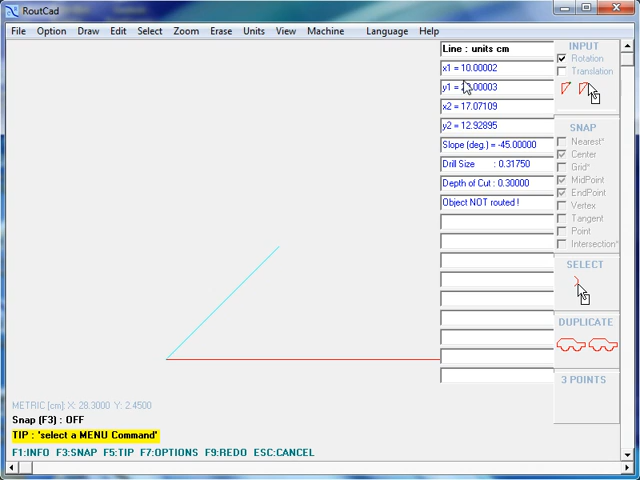 RoutCad
File Option Draw Edit Select Zoom Erase Units View Machine Language Help
Line : units cm
x1 = 10.00002
y1 = .00003
x2 = 17.07109
y2 = 12.92895
Slope (deg.) = -45.00000
Drill Size : 0.31750
Depth of Cut : 0.30000
Object NOT routed !
INPUT
Rotation
Translation
SNAP
Nearest*
Center
Grid*
MidPoint
EndPoint
Vertex
Tangent
Point
Intersection*
SELECT
DUPLICATE
3 POINTS
METRIC [cm]: X: 28.3000 Y: 2.4500
Snap (F3) : OFF
TIP : 'select a MENU Command'
F1:INFO F3:SNAP F5:TIP F7:OPTIONS F9:REDO ESC:CANCEL